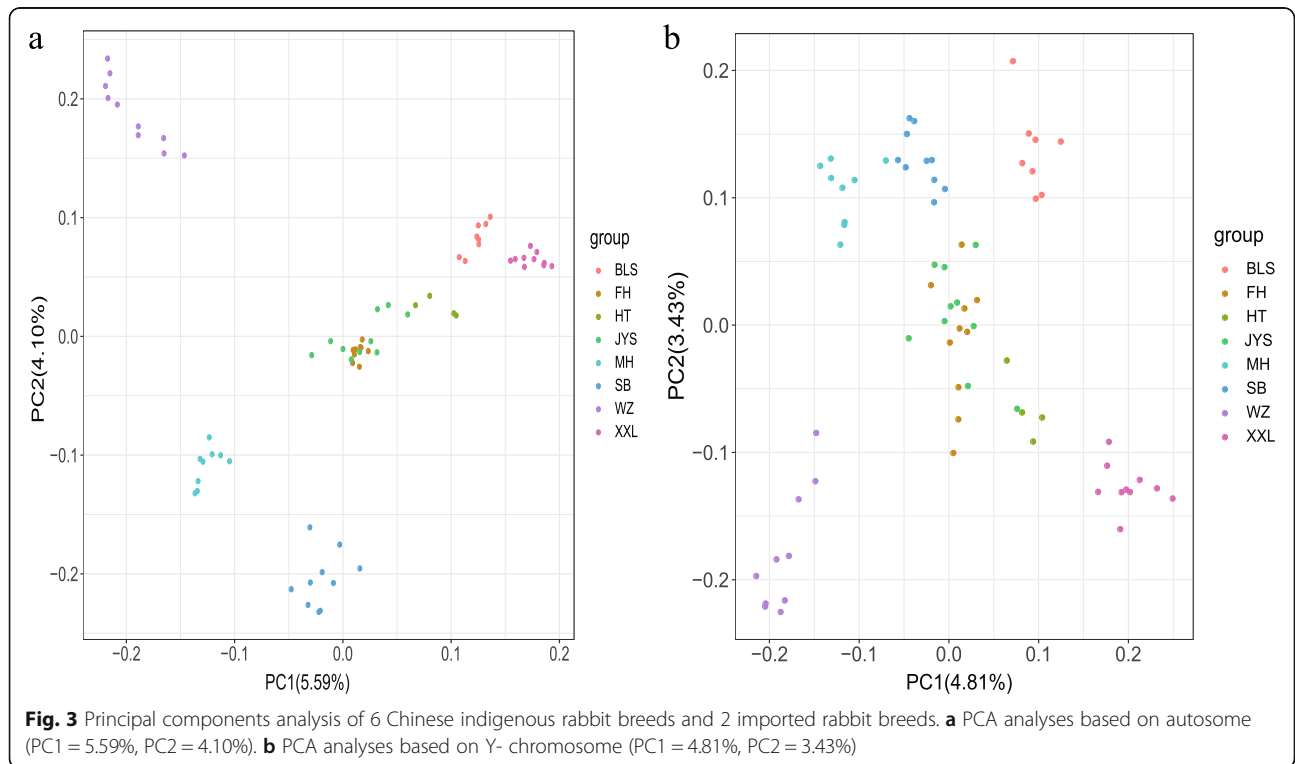 a
0.2
0.1
0.0
−0.1
−0.2
PC2(4.10%)
−0.2 −0.1 0.0 0.1 0.2
PC1(5.59%)
group
BLS
FH
HT
JYS
MH
SB
WZ
XXL
b
0.2
0.1
0.0
−0.1
−0.2
PC2(3.43%)
−0.2 −0.1 0.0 0.1 0.2
PC1(4.81%)
group
BLS
FH
HT
JYS
MH
SB
WZ
XXL
Fig. 3 Principal components analysis of 6 Chinese indigenous rabbit breeds and 2 imported rabbit breeds. a PCA analyses based on autosome
(PC1 = 5.59%, PC2 = 4.10%). b PCA analyses based on Y- chromosome (PC1 = 4.81%, PC2 = 3.43%)